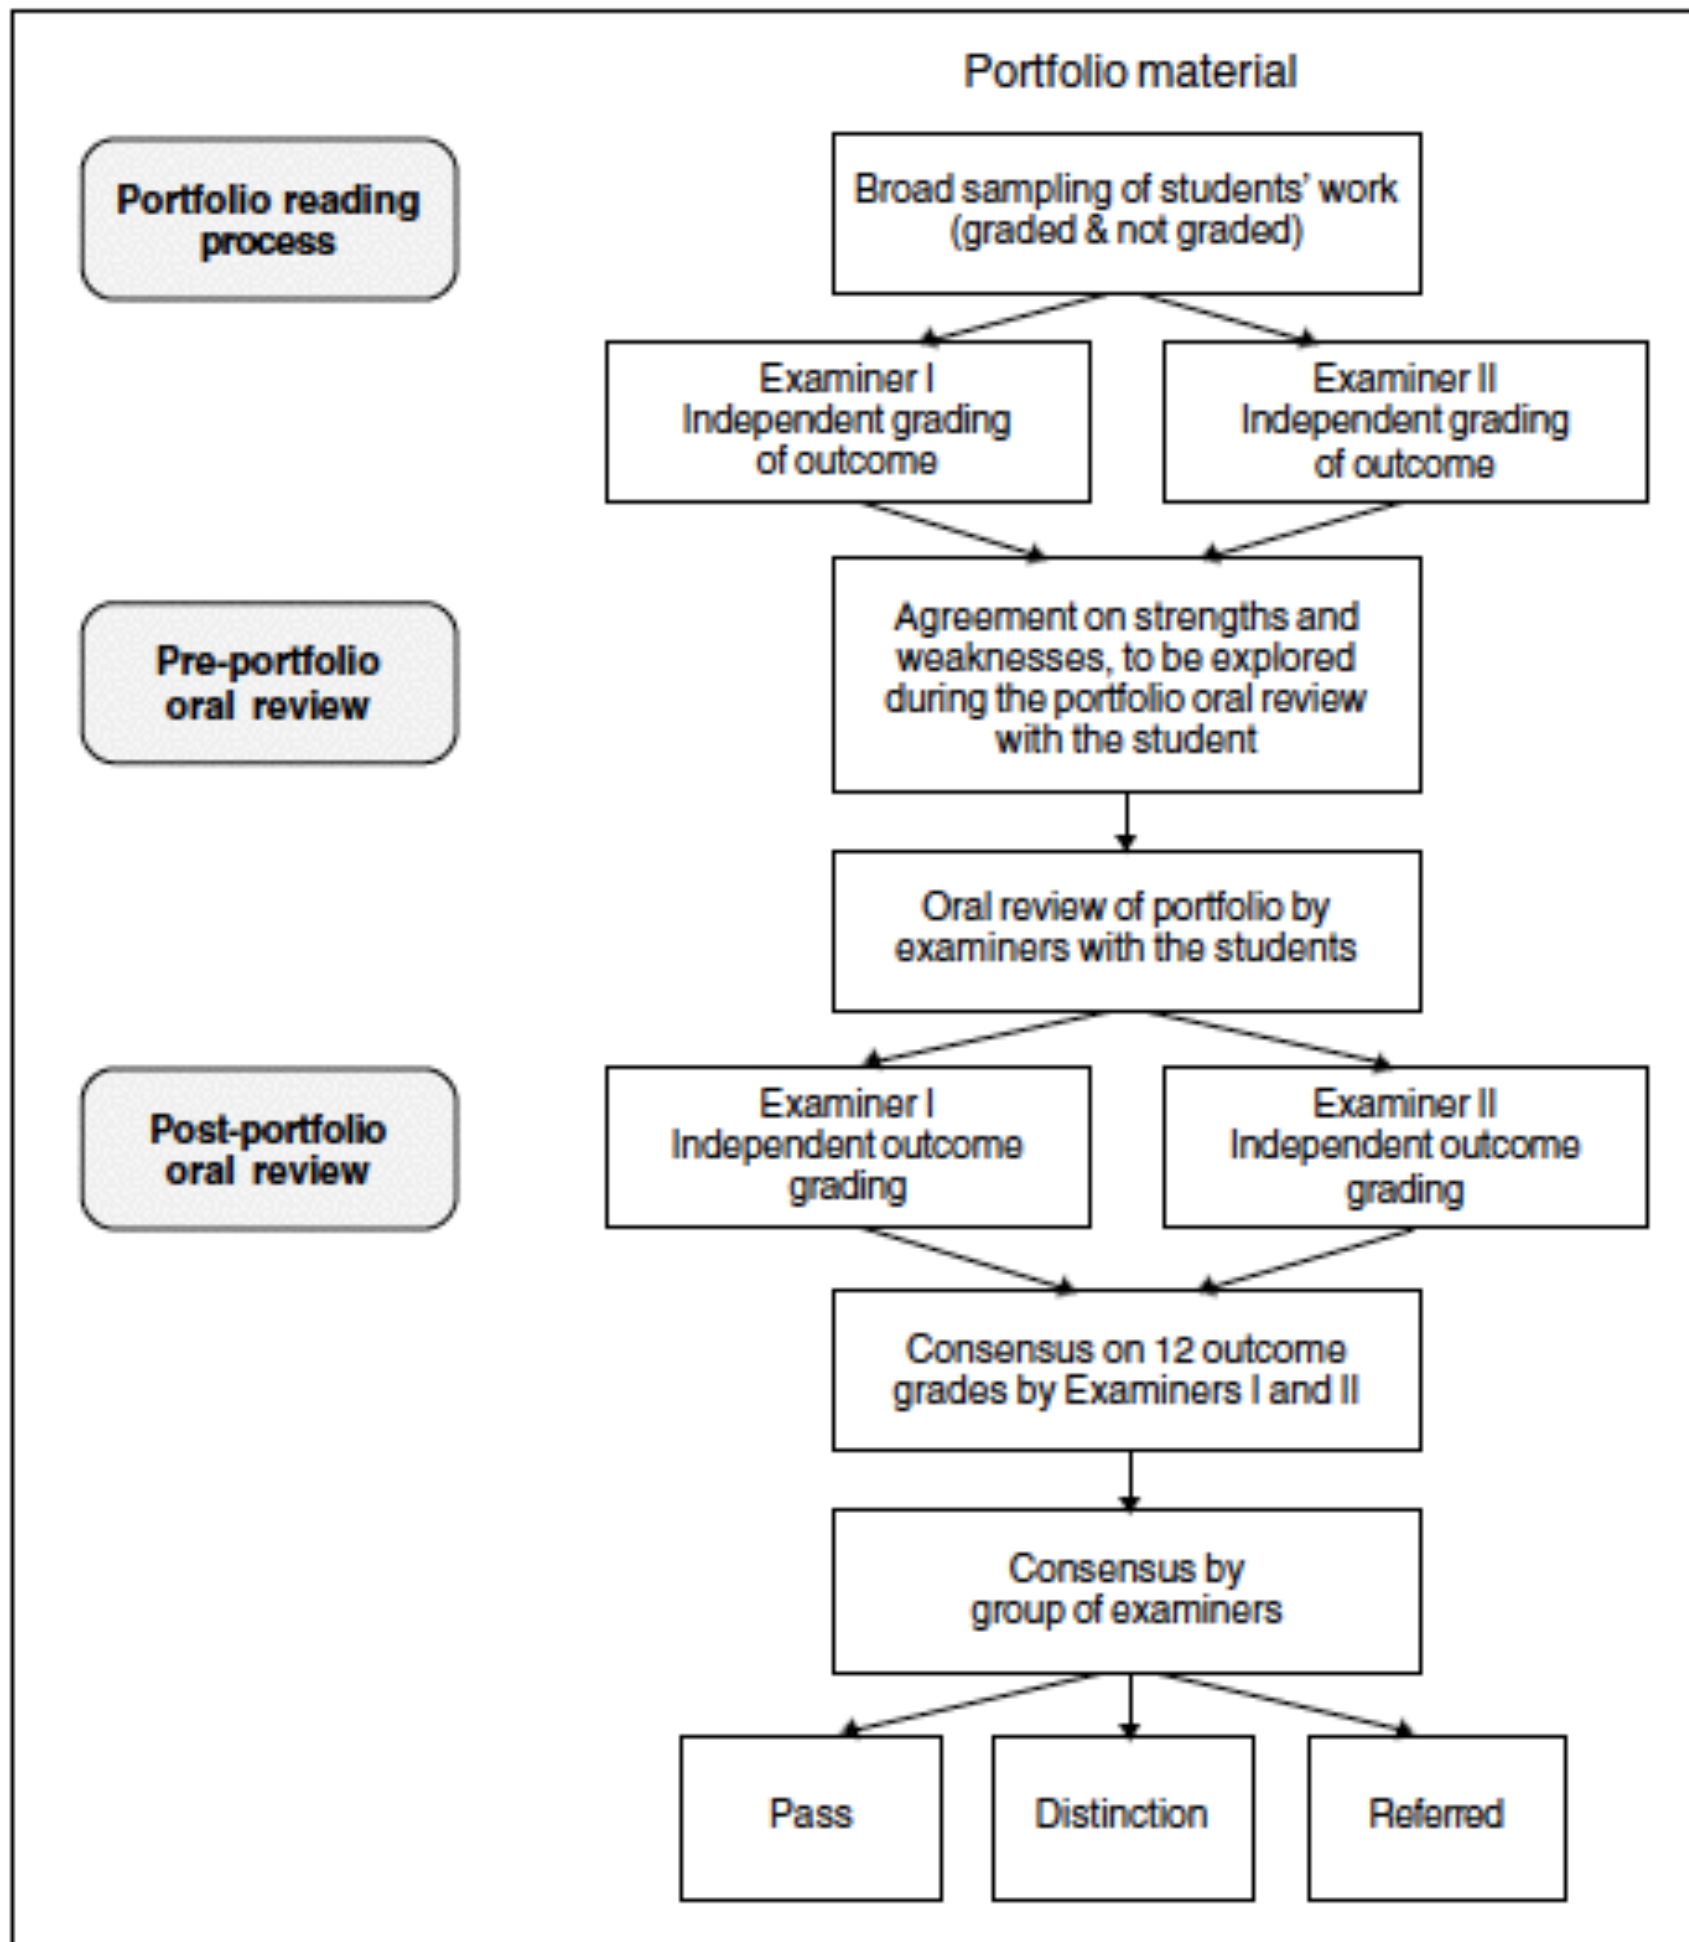 Portfolio material
Portfolio reading
process
Broad sampling of students’ work
(graded & not graded)
Examiner I
Independent grading
of outcome
Examiner II
Independent grading
of outcome
Pre-portfolio
oral review
Agreement on strengths and
weaknesses, to be explored
during the portfolio oral review
with the student
Oral review of portfolio by
examiners with the students
Post-portfolio
oral review
Examiner I
Independent outcome
grading
Examiner II
Independent outcome
grading
Consensus on 12 outcome
grades by Examiners I and II
Consensus by
group of examiners
Pass
Distinction
Referred